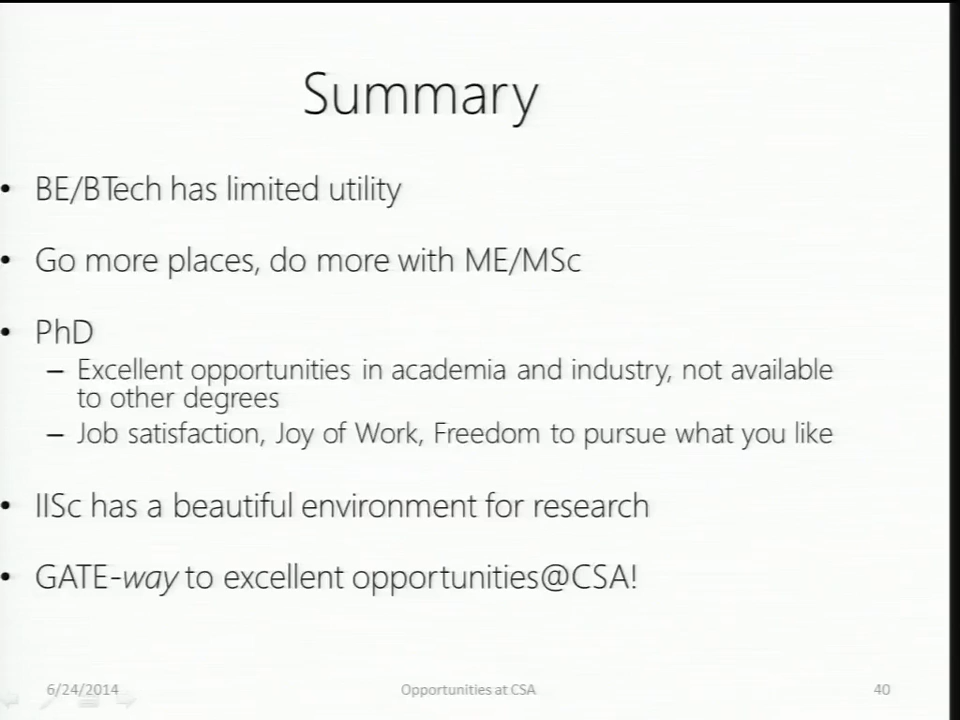 Summary
• BE/BTech has limited utility
• Go more places, do more with ME/MSc
• PhD
– Excellent opportunities in academia and industry, not available
to other degrees
– Job satisfaction, Joy of Work, Freedom to pursue what you like
• IISc has a beautiful environment for research
• GATE-way to excellent opportunities@CSA!
6/24/2014 Opportunities at CSA 40